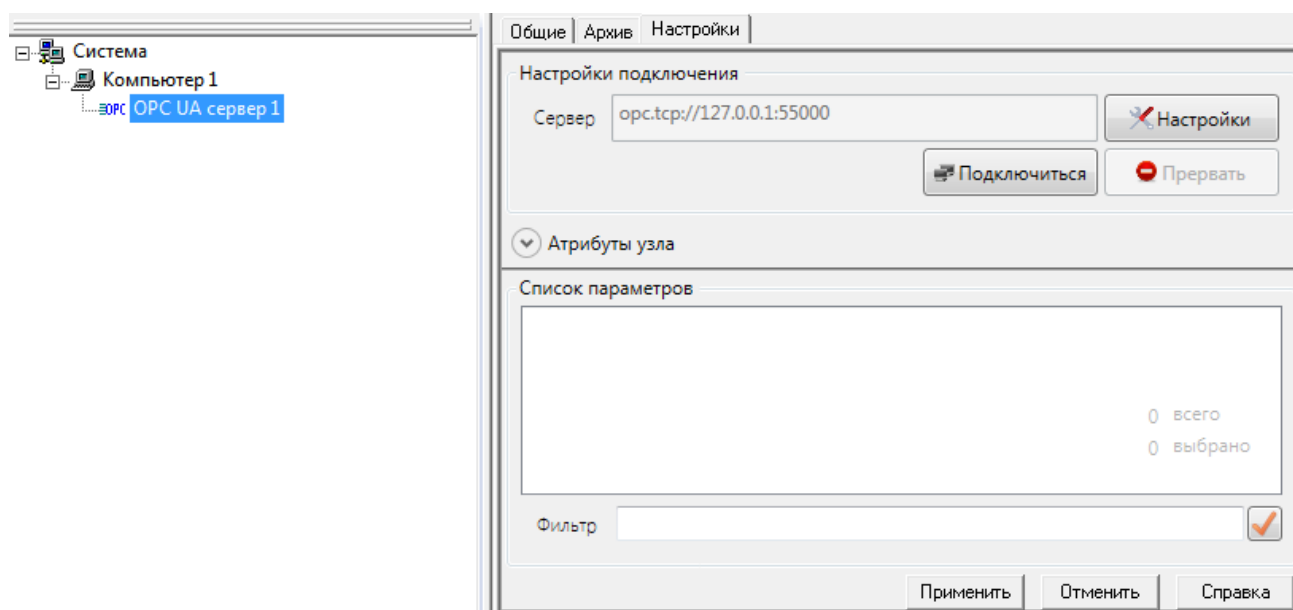 Система
Компьютер 1
OPC OPC UA сервер 1
Общие Архив Настройки
Настройки подключения
Сервер opc.tcp://127.0.0.1:55000 Настройки
Подключиться Прервать
Атрибуты узла
Список параметров
0 всего
0 выбрано
Фильтр
Применить Отменить Справка